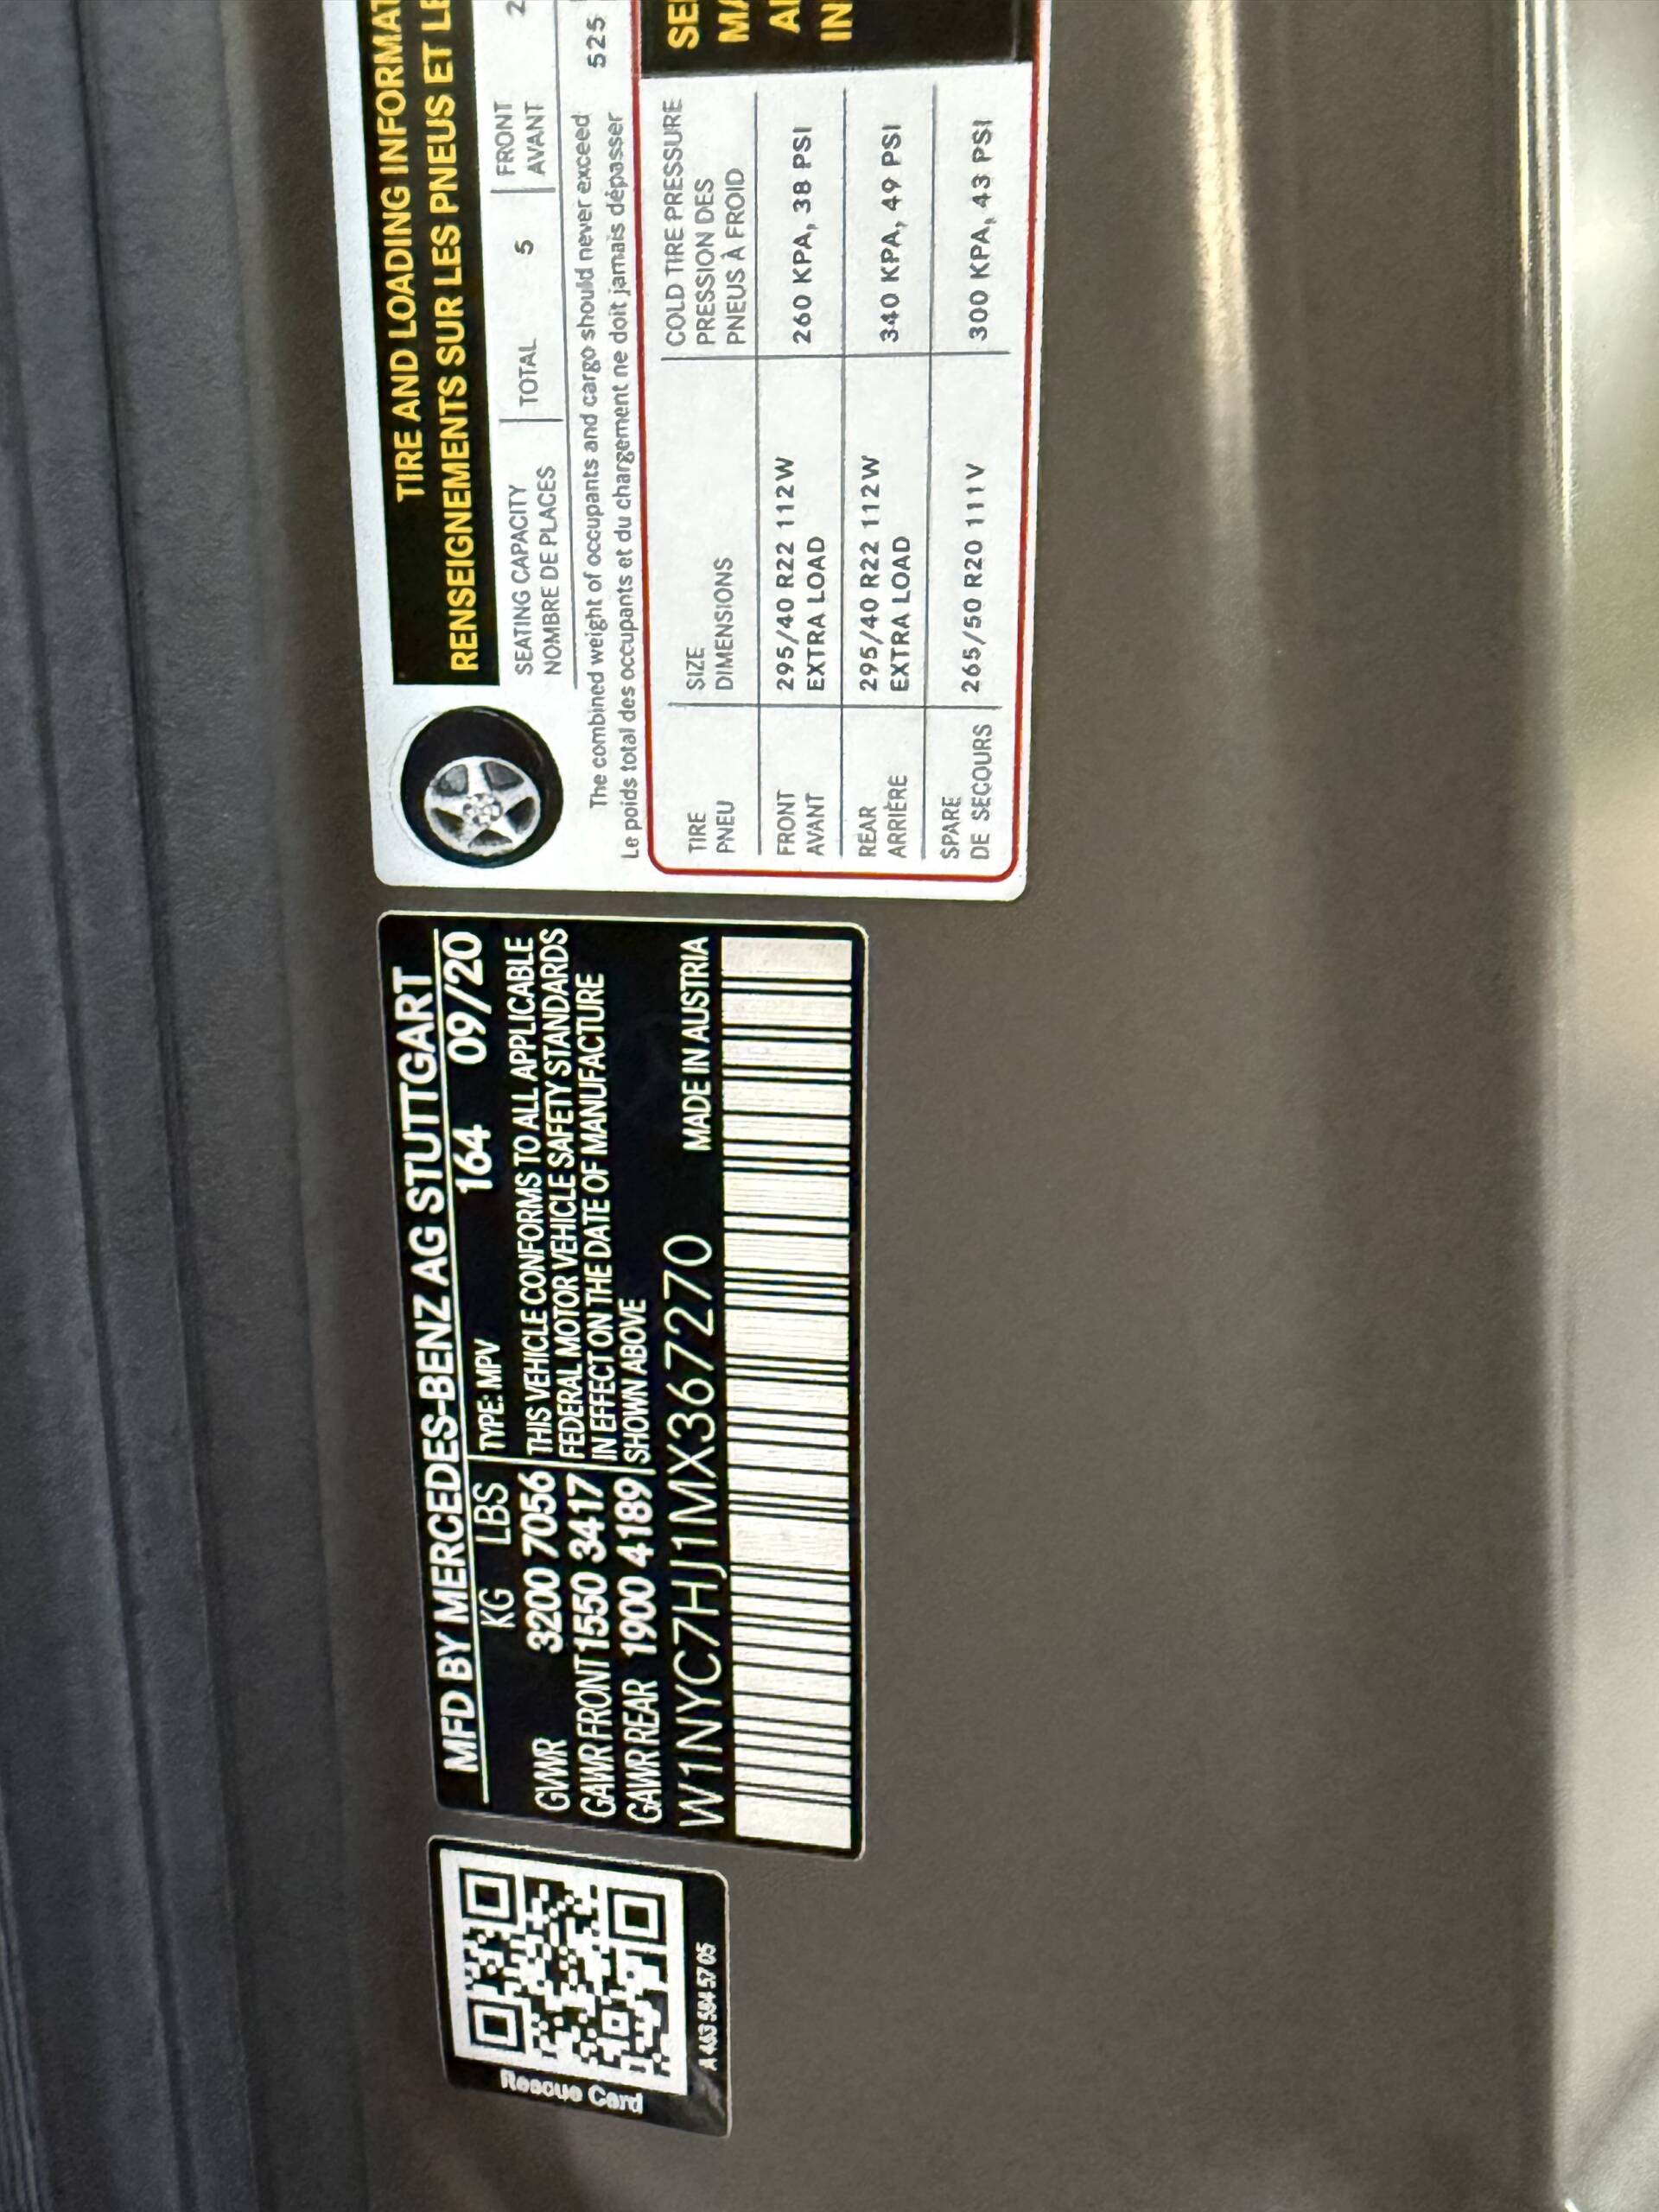 Rescue Card
A 463 584 57 05
MFD BY MERCEDES-BENZ AG STUTTGART
KG LBS TYPE: MPV 164 09/20
GVWR 3200 7056 THIS VEHICLE CONFORMS TO ALL APPLICABLE
GAWR FRONT 1550 3417 FEDERAL MOTOR VEHICLE SAFETY STANDARDS
GAWR REAR 1900 4189 IN EFFECT ON THE DATE OF MANUFACTURE
SHOWN ABOVE
W1NYC7HJ1MX367270 MADE IN AUSTRIA
TIRE AND LOADING
RENSEIGNEMENTS SUR LES PNEUS ET
SEATING CAPACITY
NOMBRE DE PLACES
TOTAL 5
FRONT
AVANT
2
The combined weight of occupants and cargo should never exceed
Le poids total des occupants et du chargement ne doit jamais dépasser
525
TIRE
PNEU
SIZE
DIMENSIONS
COLD TIRE PRESSURE
PRESSION DES
PNEUS À FROID
FRONT
AVANT
295/40 R22 112W
EXTRA LOAD
260 KPA, 38 PSI
REAR
ARRIÈRE
295/40 R22 112W
EXTRA LOAD
340 KPA, 49 PSI
SPARE
DE SECOURS
265/50 R20 111V
300 KPA, 43 PSI